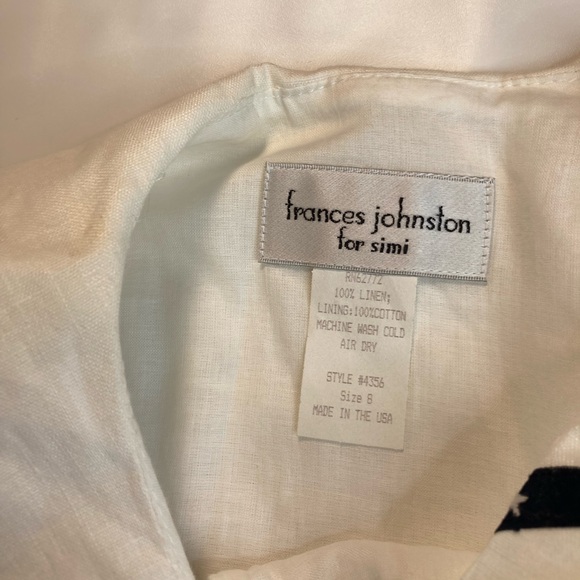 frances johnston
for simi
RN62772
100% LINEN;
LINING:100%COTTON
MACHINE WASH COLD
AIR DRY
STYLE #4356
Size 8
MADE IN THE USA